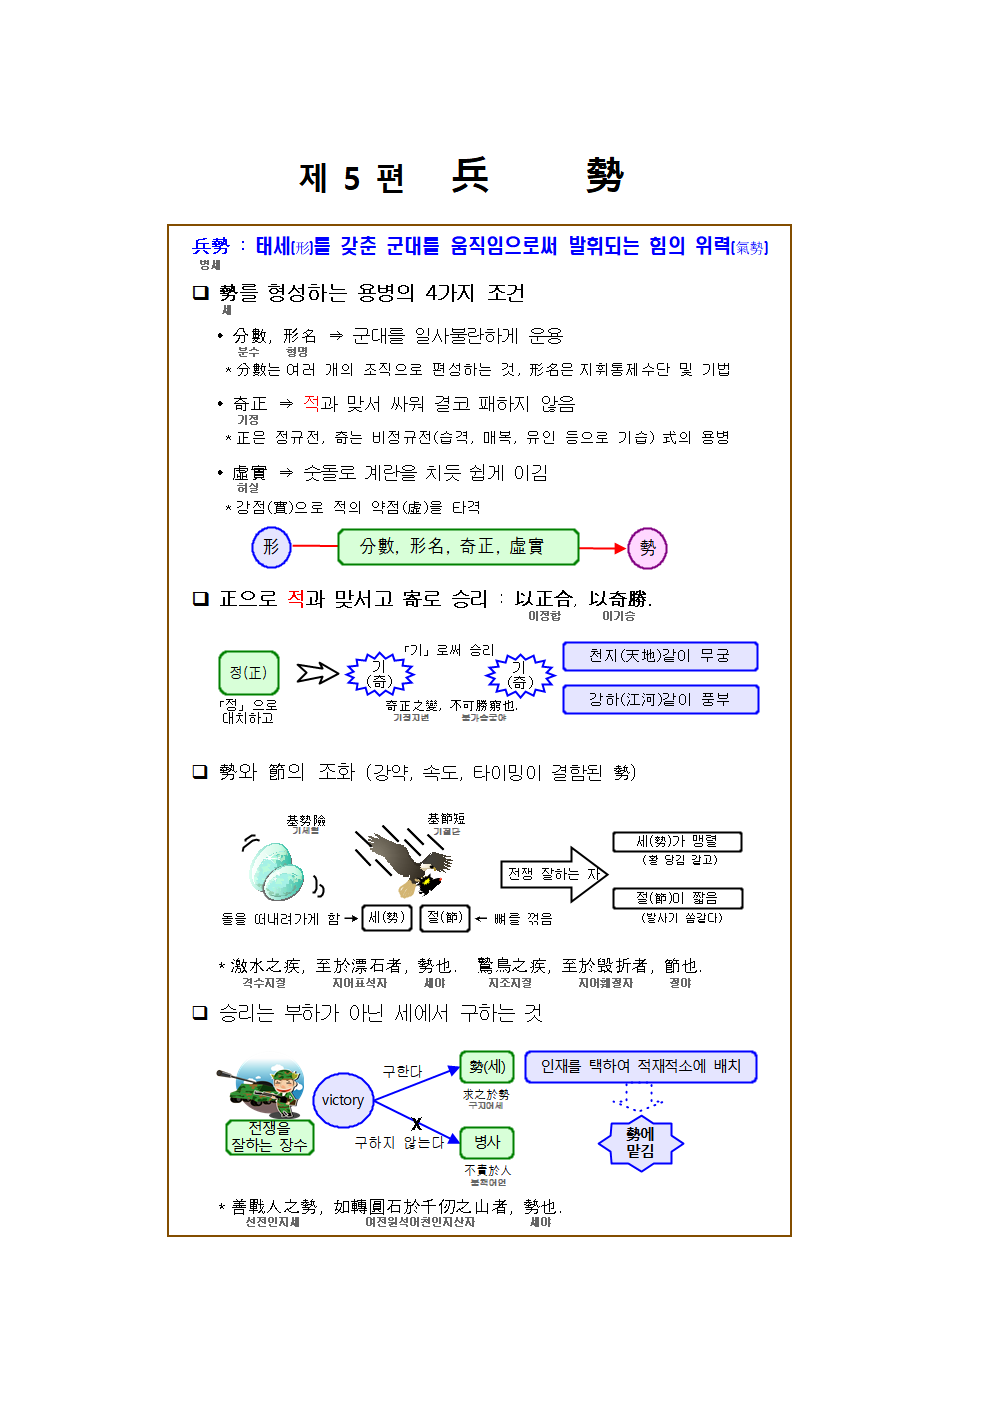 제 5 편 兵 勢
兵勢 : 태세(形)를 갖춘 군대를 움직임으로써 발휘되는 힘의 위력(氣勢)
병세
❑ 勢를 형성하는 용병의 4가지 조건
세
• 分數, 形名 ⇒ 군대를 일사불란하게 운용
분수 형명
* 分數는 여러 개의 조직으로 편성하는 것, 形名은 지휘통제수단 및 기법
• 奇正 ⇒ 적과 맞서 싸워 결코 패하지 않음
기정
* 正은 정규전, 奇는 비정규전(습격, 매복, 유인 등으로 기습) 式의 용병
• 虛實 ⇒ 숫돌로 계란을 치듯 쉽게 이김
허실
* 강점(實)으로 적의 약점(虛)을 타격
形 分數, 形名, 奇正, 虛實 勢
❑ 正으로 적과 맞서고 寄로 승리 : 以正合, 以奇勝.
이정합 이기승
「기」로써 승리
정(正) 기(奇) 기(奇)
천지(天地)같이 무궁
강하(江河)같이 풍부
「정」으로
대치하고
奇正之變, 不可勝窮也.
기정지변 불가승궁야
❑ 勢와 節의 조화 (강약, 속도, 타이밍이 결합된 勢)
基勢險 基節短
기세험 기절단
전쟁 잘하는 자
세(勢)가 맹렬
(활 당김 같고)
절(節)이 짧음
(발사기 쏨같다)
돌을 떠내려가게 함 → 세(勢) 절(節) ← 뼈를 꺾음
* 激水之疾, 至於漂石者, 勢也. 鷙鳥之疾, 至於毀折者, 節也.
격수지질 지어표석자 세야 지조지질 지어훼절자 절야
❑ 승리는 부하가 아닌 세에서 구하는 것
구한다
勢(세)
인재를 택하여 적재적소에 배치
求之於勢
구지어세
victory
X
구하지 않는다
병사
전쟁을
잘하는 장수
勢에
맡김
不責於人
불책어인
* 善戰人之勢, 如轉圓石於千仞之山者, 勢也.
선전인지세 여전원석어천인지산자 세야